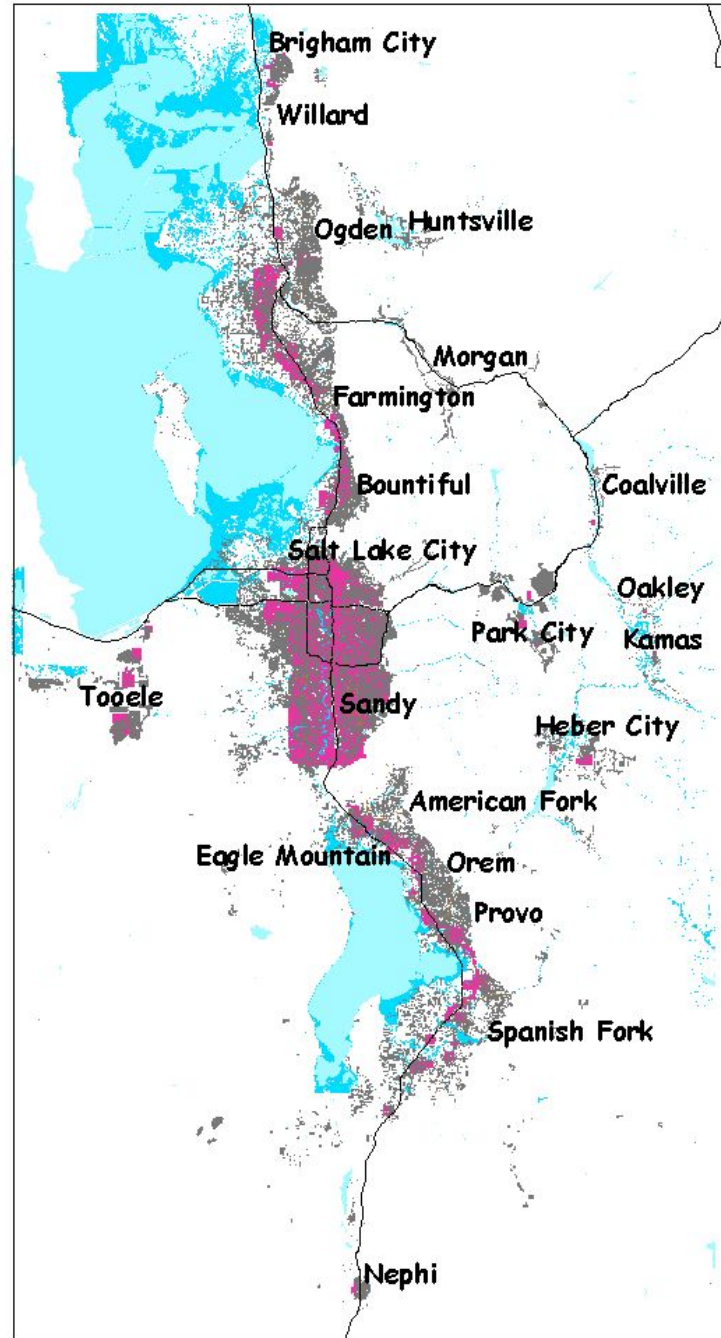 Brigham City
Willard
Ogden
Huntsville
Morgan
Farmington
Bountiful
Coalville
Salt Lake City
Oakley
Park City
Kamas
Tooele
Sandy
Heber City
American Fork
Eagle Mountain
Orem
Provo
Spanish Fork
Nephi